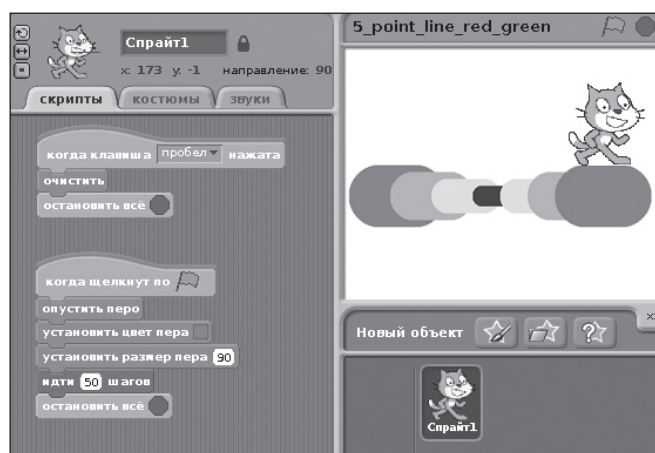 Спрайт1
x: 173 y: -1 направление: 90
скрипты
костюмы
звуки
когда клавиша пробел нажата
очистить
остановить всё
когда щелкнут по
опустить перо
установить цвет пера
установить размер пера 90
идти 50 шагов
остановить всё
5_point_line_red_green
Новый объект
Спрайт1